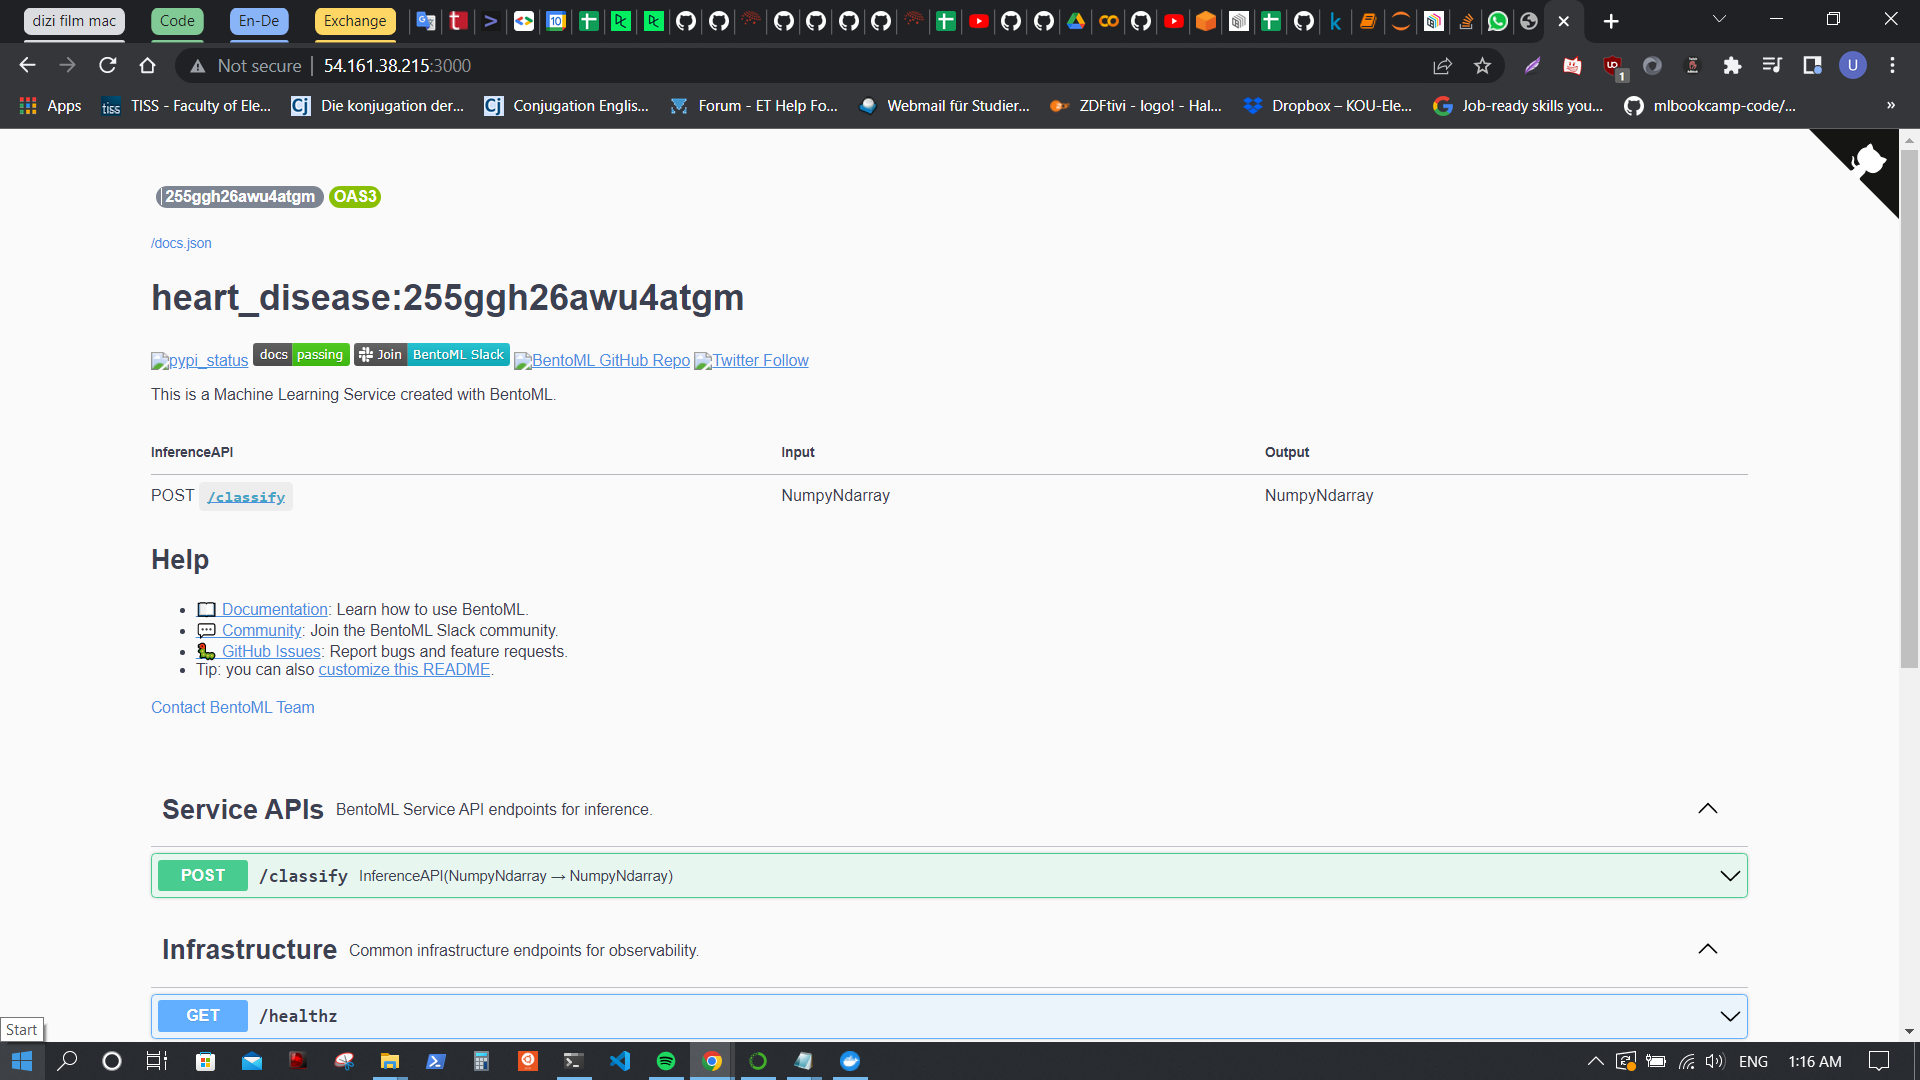 dizi film mac Code En-De Exchange
Not secure 54.161.38.215:3000
Apps TISS - Faculty of Ele... Die konjugation der... Conjugation Englis... Forum - ET Help Fo... Webmail für Studier... ZDFtivi - logo! - Hal... Dropbox – KOU-Ele... Job-ready skills you... mlbookcamp-code/... »
255ggh26awu4atgm OAS3
/docs.json
heart_disease:255ggh26awu4atgm
pypi_status docs passing Join BentoML Slack BentoML GitHub Repo Twitter Follow
This is a Machine Learning Service created with BentoML.
InferenceAPI Input Output
POST /classify NumpyNdarray NumpyNdarray
Help
Documentation: Learn how to use BentoML.
Community: Join the BentoML Slack community.
GitHub Issues: Report bugs and feature requests.
Tip: you can also customize this README.
Contact BentoML Team
Service APIs BentoML Service API endpoints for inference.
POST /classify InferenceAPI(NumpyNdarray → NumpyNdarray)
Infrastructure Common infrastructure endpoints for observability.
GET /healthz
Start
ENG 1:16 AM